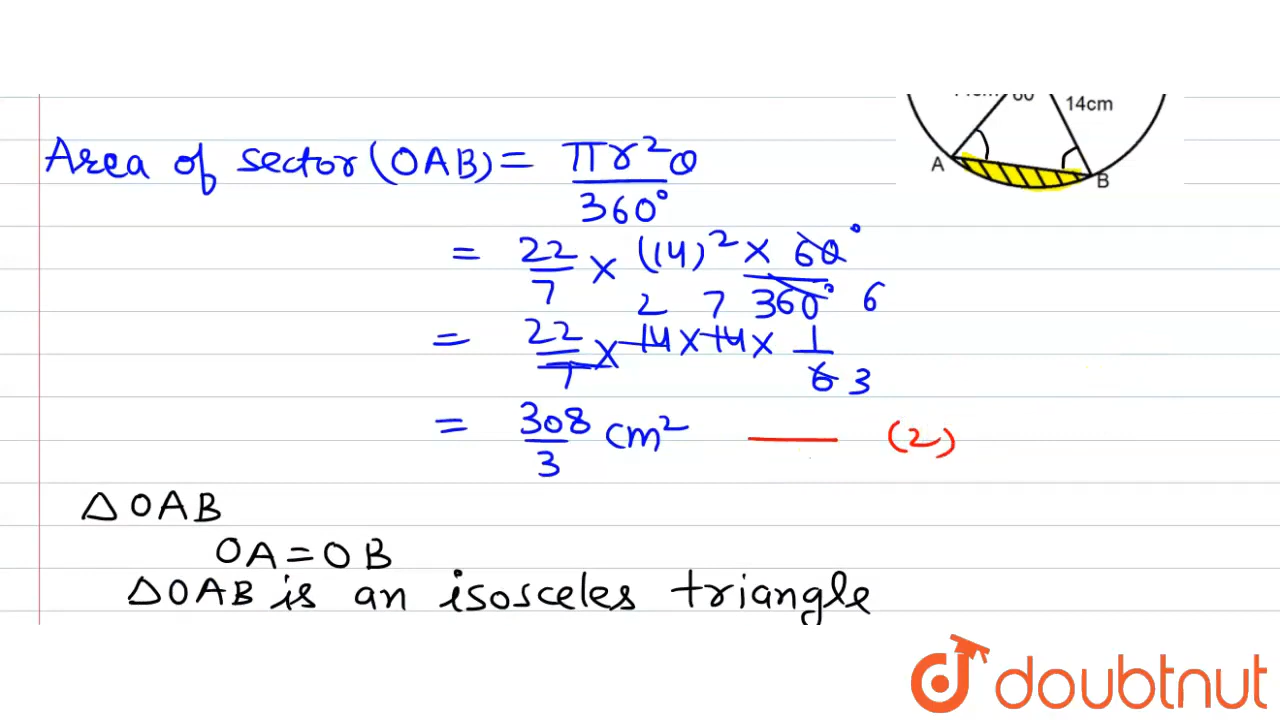 60
14cm
A
B
Area of sector (OAB) = πr²θ
360°
= 22/7 × (14)² × 60°/360° 6
2 7
= 22/7 × 14 × 14 × 1/6 3
= 308/3 cm² —— (2)
△OAB
OA = OB
△OAB is an isosceles triangle
doubtnut